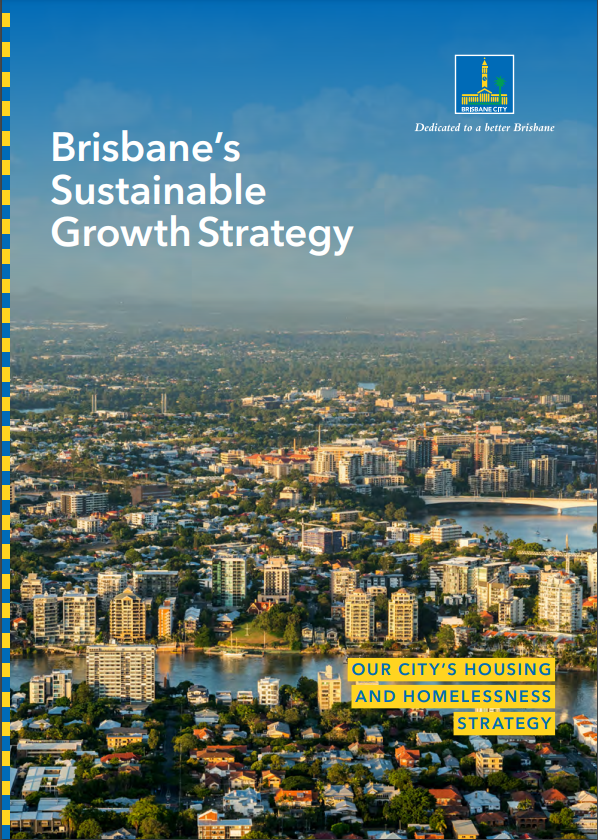 BRISBANE CITY
Dedicated to a better Brisbane
Brisbane's
Sustainable
Growth Strategy
OUR CITY'S HOUSING
AND HOMELESSNESS
STRATEGY